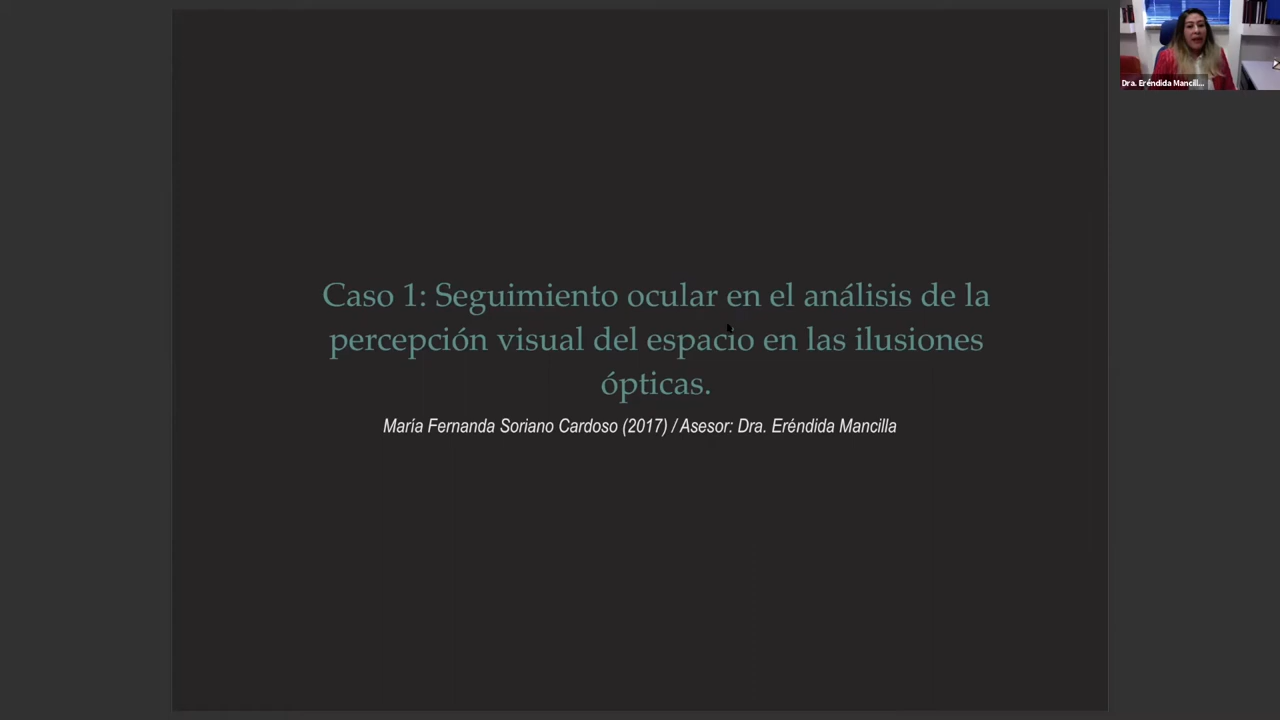 Dra. Eréndida Mancill...
Caso 1: Seguimiento ocular en el análisis de la
percepción visual del espacio en las ilusiones
ópticas.
María Fernanda Soriano Cardoso (2017) / Asesor: Dra. Eréndida Mancilla